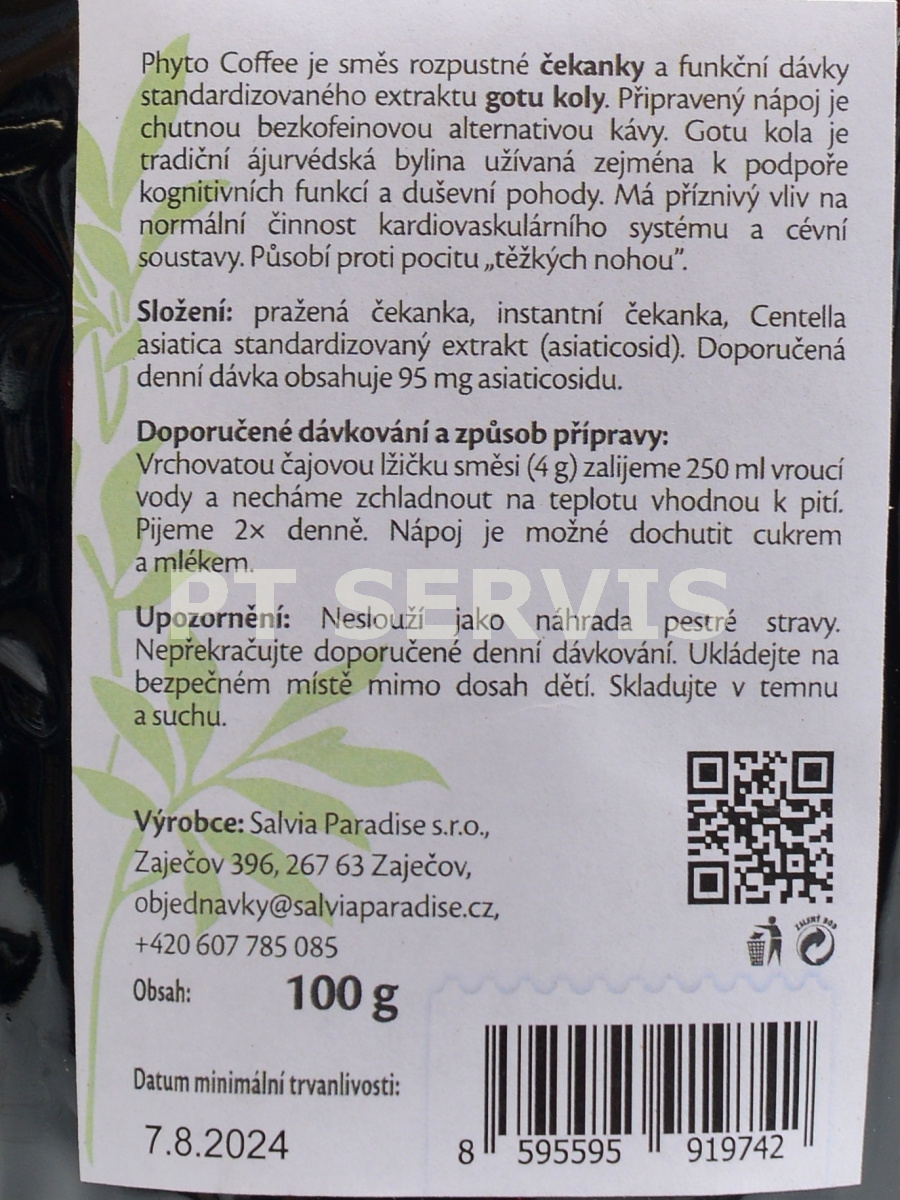 Phyto Coffee je směs rozpustné čekanky a funkční dávky
standardizovaného extraktu gotu koly. Připravený nápoj je
chutnou bezkofeinovou alternativou kávy. Gotu kola je
tradiční ájurvédská bylina užívaná zejména k podpoře
kognitivních funkcí a duševní pohody. Má příznivý vliv na
normální činnost kardiovaskulárního systému a cévní
soustavy. Působí proti pocitu „těžkých nohou”.
Složení: pražená čekanka, instantní čekanka, Centella
asiatica standardizovaný extrakt (asiaticosid). Doporučená
denní dávka obsahuje 95 mg asiaticosidu.
Doporučené dávkování a způsob přípravy:
Vrchovatou čajovou lžičku směsi (4 g) zalijeme 250 ml vroucí
vody a necháme zchladnout na teplotu vhodnou k pití.
Pijeme 2x denně. Nápoj je možné dochutit cukrem
a mlékem.
PT SERVIS
Upozornění: Neslouží jako náhrada pestré stravy.
Nepřekračujte doporučené denní dávkování. Ukládejte na
bezpečném místě mimo dosah dětí. Skladujte v temnu
a suchu.
Výrobce: Salvia Paradise s.r.o.,
Zaječov 396, 267 63 Zaječov,
objednavky@salviaparadise.cz,
+420 607 785 085
ZELENÝ BOD
Obsah: 100 g
Datum minimální trvanlivosti:
7.8.2024
8 595595 919742